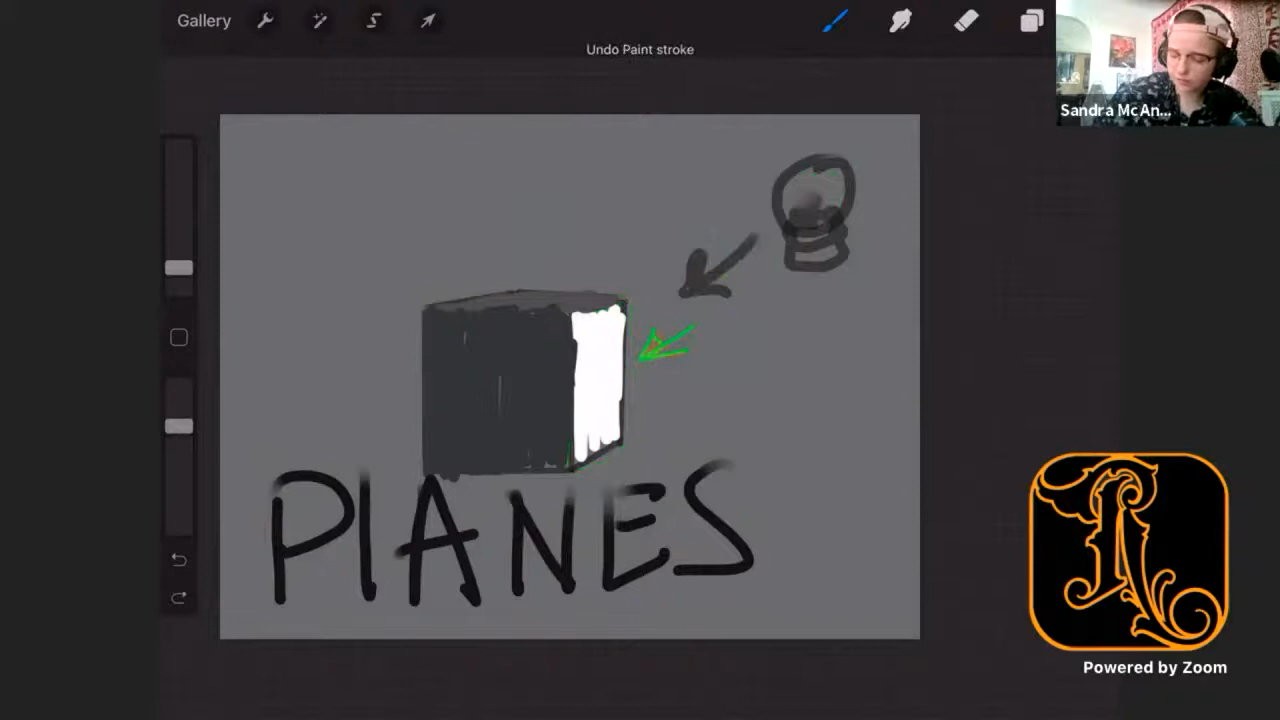 Gallery
Undo Paint stroke
Sandra McAn...
PlANES
Powered by Zoom